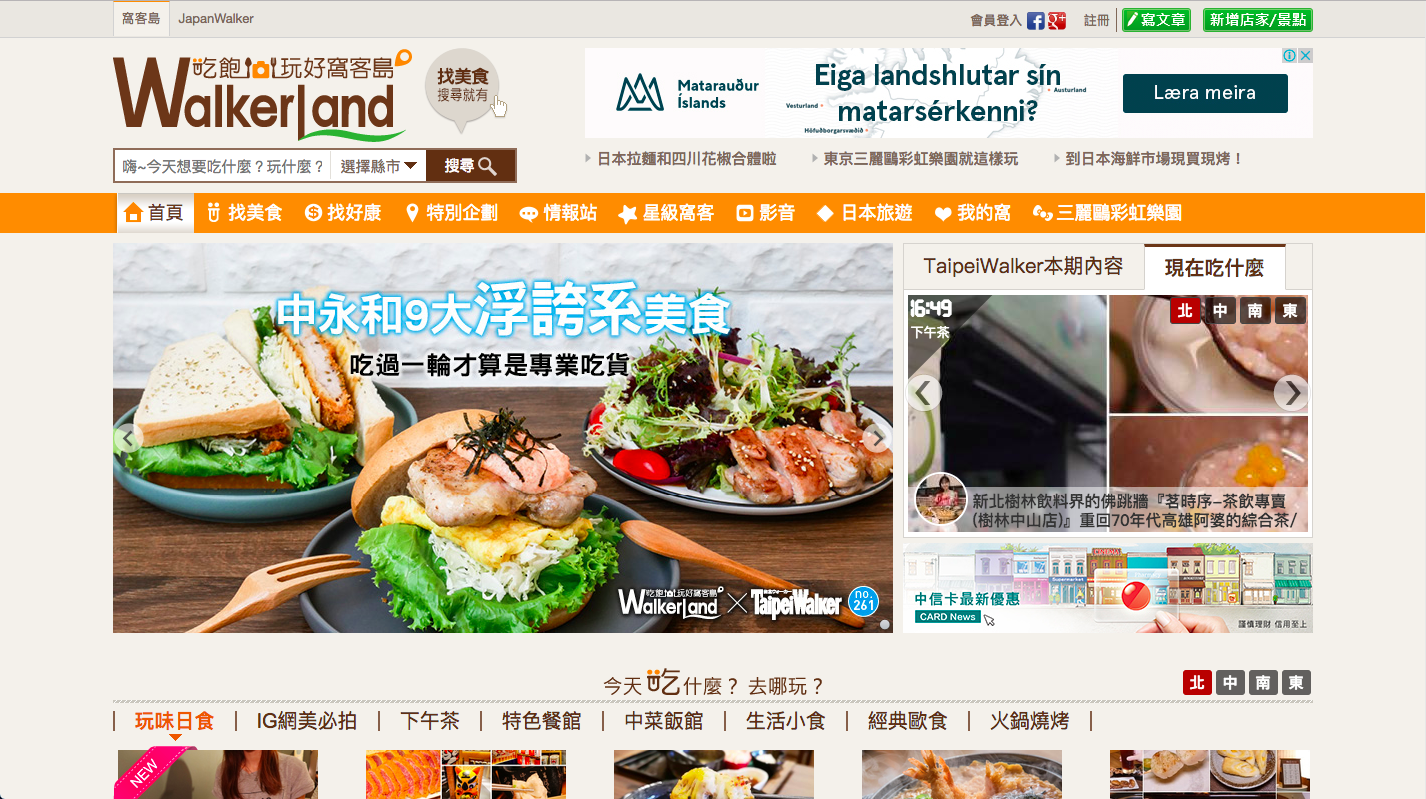 窩客島
JapanWalker
會員登入
註冊
寫文章
新增店家/景點
吃飽玩好窩客島
WalkerLand
找美食
搜尋就有
Matarauður
Íslands
Eiga landshlutar sín
matarsérkenni?
Vesturland
Austurland
Höfuðborgarsvæðið
Læra meira
嗨~今天想要吃什麼？玩什麼？
選擇縣市
搜尋
日本拉麵和四川花椒合體啦
東京三麗鷗彩虹樂園就這樣玩
到日本海鮮市場現買現烤！
首頁
找美食
找好康
特別企劃
情報站
星級窩客
影音
日本旅遊
我的窩
三麗鷗彩虹樂園
中永和9大浮誇系美食
吃過一輪才算是專業吃貨
吃飽玩好窩客島
WalkerLand
TaipeiWalker
no.
261
TaipeiWalker本期內容
現在吃什麼
16:49
下午茶
北
中
南
東
新北樹林飲料界的佛跳牆『茗時序–茶飲專賣
(樹林中山店)』重回70年代高雄阿婆的綜合茶/
CINEMA
Supermarket
中信卡最新優惠
CARD News
謹慎理財 信用至上
今天吃什麼？去哪玩？
北
中
南
東
玩味日食
IG網美必拍
下午茶
特色餐館
中菜飯館
生活小食
經典歐食
火鍋燒烤
NEW